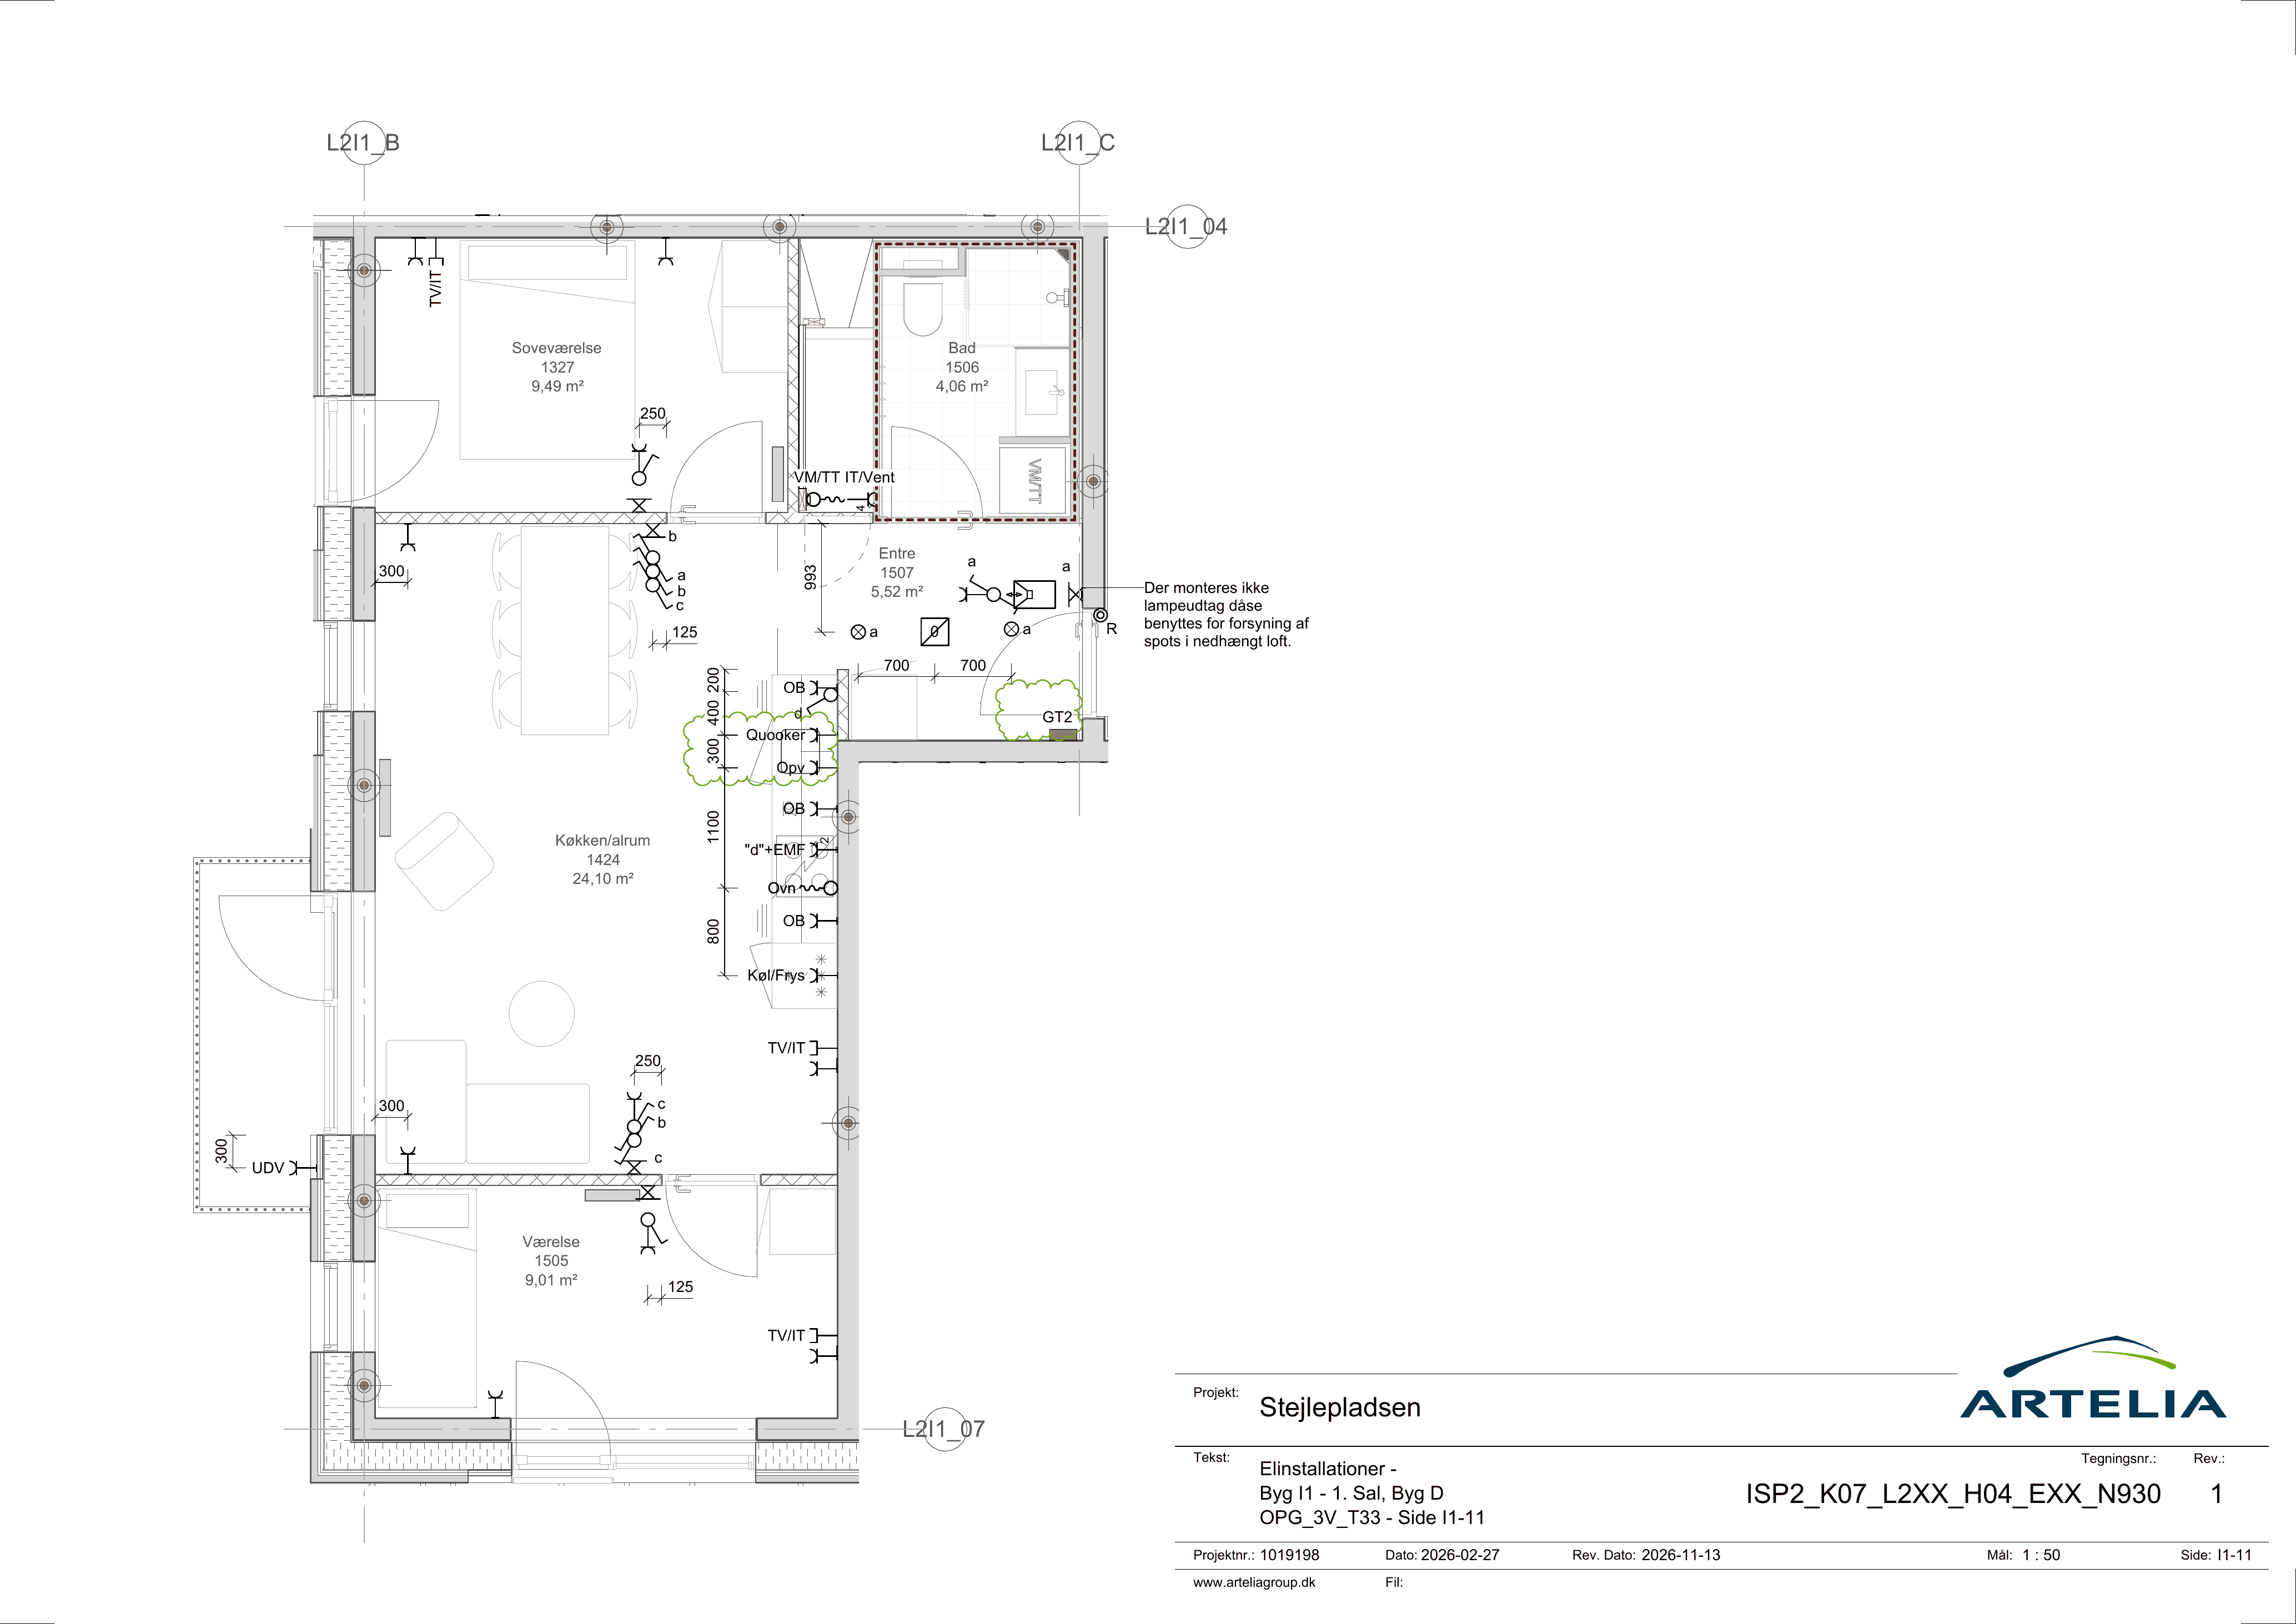 L2I1_B
L2I1_C
L2I1_04
TV/IT
Soveværelse
1327
9,49 m²
Bad
1506
4,06 m²
250
VM/TT
VM/TT IT/Vent
4
b
a
b
c
300
125
993
Entre
1507
5,52 m²
a
a
Der monteres ikke
lampeudtag dåse
benyttes for forsyning af
spots i nedhængt loft.
a
0
a
R
700
700
GT2
200
400
300
1100
800
OB
d
Quooker
Opv
OB
2
"d"+EMF
Ovn
OB
Køl/Frys
Køkken/alrum
1424
24,10 m²
TV/IT
250
c
b
c
300
300
UDV
Værelse
1505
9,01 m²
125
TV/IT
L2I1_07
ARTELIA
Projekt:
Stejlepladsen
Tekst:
Elinstallationer -
Byg I1 - 1. Sal, Byg D
OPG_3V_T33 - Side I1-11
Tegningsnr.:
Rev.:
ISP2_K07_L2XX_H04_EXX_N930
1
Projektnr.: 1019198
Dato: 2026-02-27
Rev. Dato: 2026-11-13
Mål: 1 : 50
Side: I1-11
www.arteliagroup.dk
Fil: